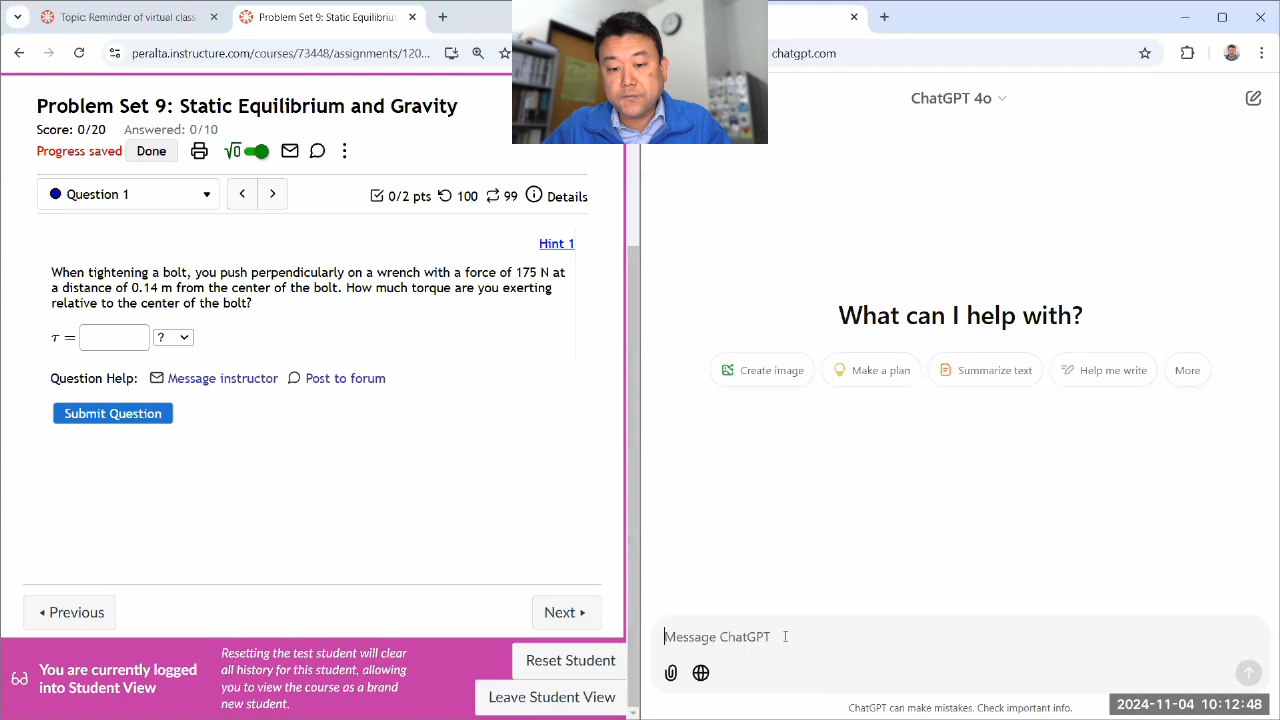 Topic: Reminder of virtual class
Problem Set 9: Static Equilibriu
peralta.instructure.com/courses/73448/assignments/120...
chatgpt.com
Problem Set 9: Static Equilibrium and Gravity
Score: 0/20 Answered: 0/10
Progress saved Done √0
Question 1
0/2 pts 100 99 Details
Hint 1
When tightening a bolt, you push perpendicularly on a wrench with a force of 175 N at
a distance of 0.14 m from the center of the bolt. How much torque are you exerting
relative to the center of the bolt?
τ = ?
Question Help: Message instructor Post to forum
Submit Question
Previous
Next
You are currently logged
into Student View
Resetting the test student will clear
all history for this student, allowing
you to view the course as a brand
new student.
Reset Student
Leave Student View
ChatGPT 4o
What can I help with?
Create image Make a plan Summarize text Help me write More
Message ChatGPT
ChatGPT can make mistakes. Check important info.
2024-11-04 10:12:48